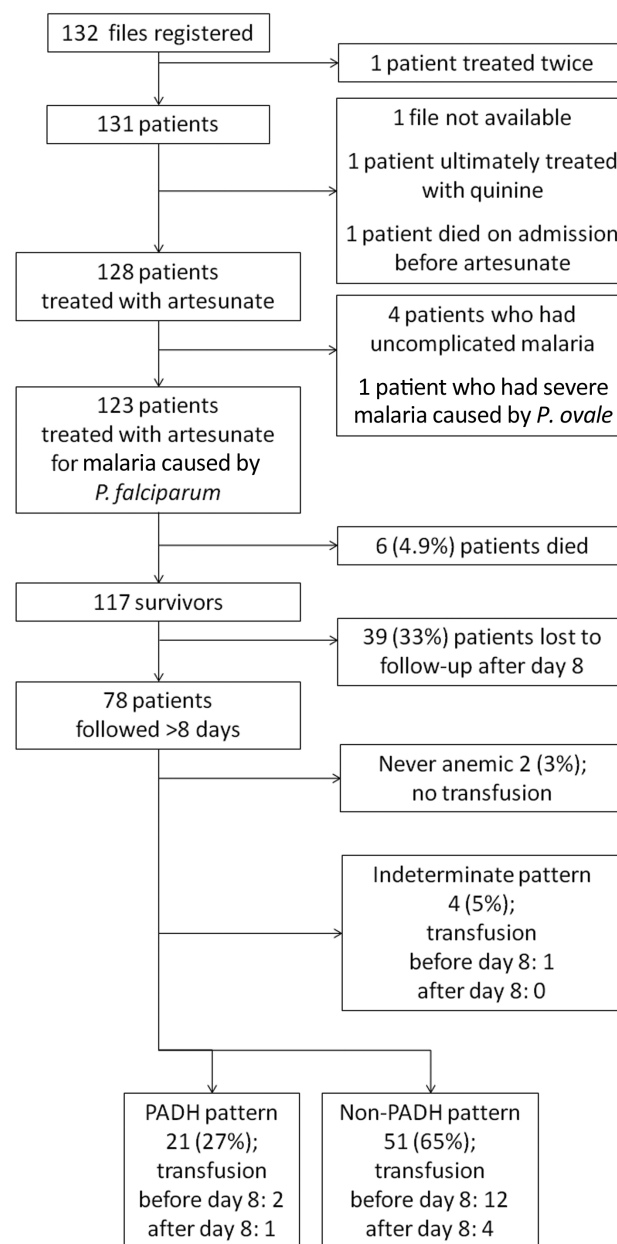 132 files registered
1 patient treated twice
131 patients
1 file not available
1 patient ultimately treated
with quinine
1 patient died on admission
before artesunate
128 patients
treated with artesunate
4 patients who had
uncomplicated malaria
1 patient who had severe
malaria caused by P. ovale
123 patients
treated with artesunate
for malaria caused by
P. falciparum
6 (4.9%) patients died
117 survivors
39 (33%) patients lost to
follow-up after day 8
78 patients
followed >8 days
Never anemic 2 (3%);
no transfusion
Indeterminate pattern
4 (5%);
transfusion
before day 8: 1
after day 8: 0
PADH pattern
21 (27%);
transfusion
before day 8: 2
after day 8: 1
Non-PADH pattern
51 (65%);
transfusion
before day 8: 12
after day 8: 4